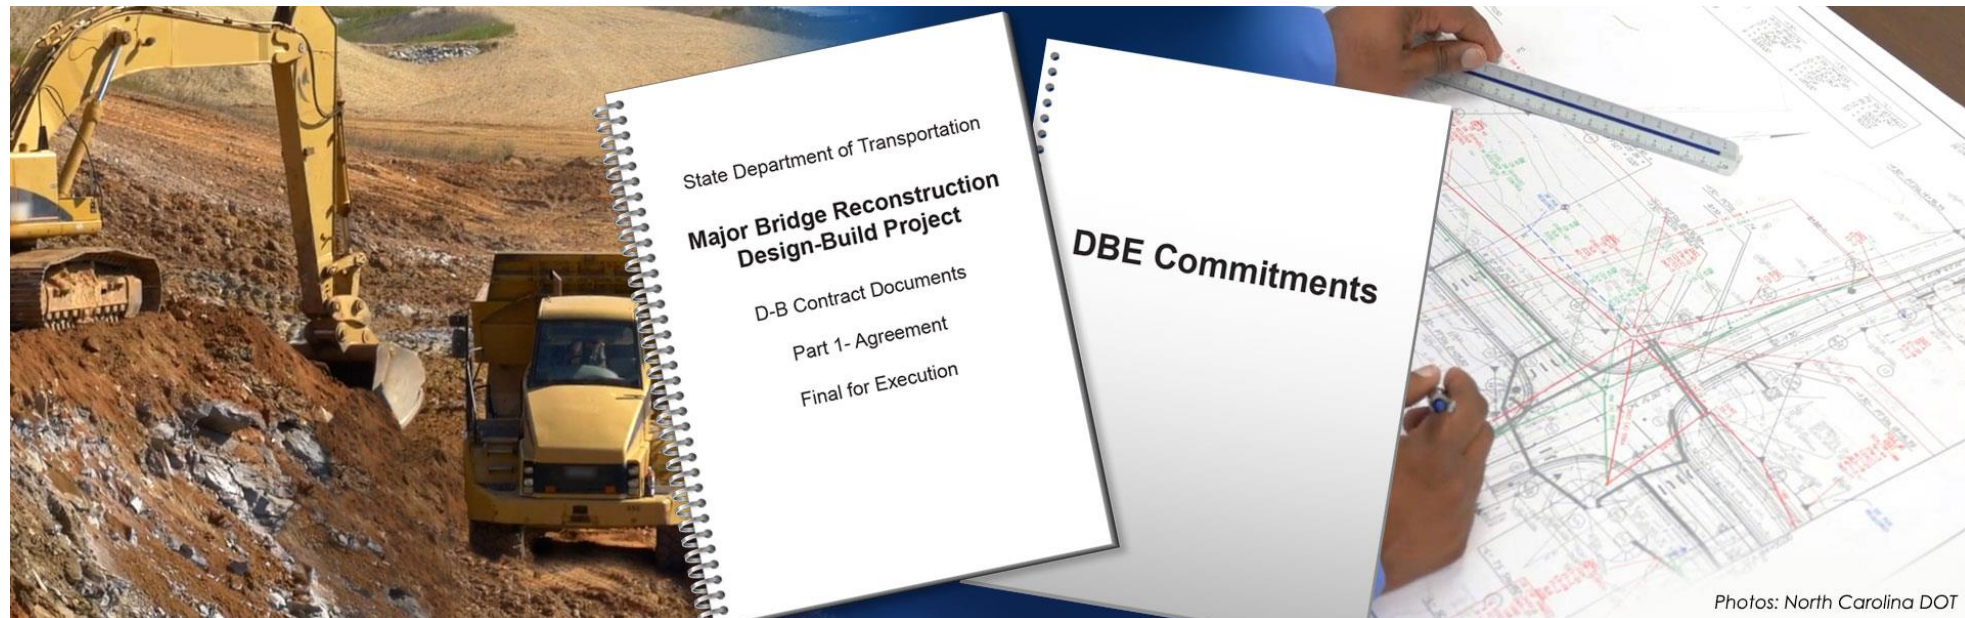 State Department of Transportation
Major Bridge Reconstruction
Design-Build Project
D-B Contract Documents
Part 1- Agreement
Final for Execution
DBE Commitments
Photos: North Carolina DOT